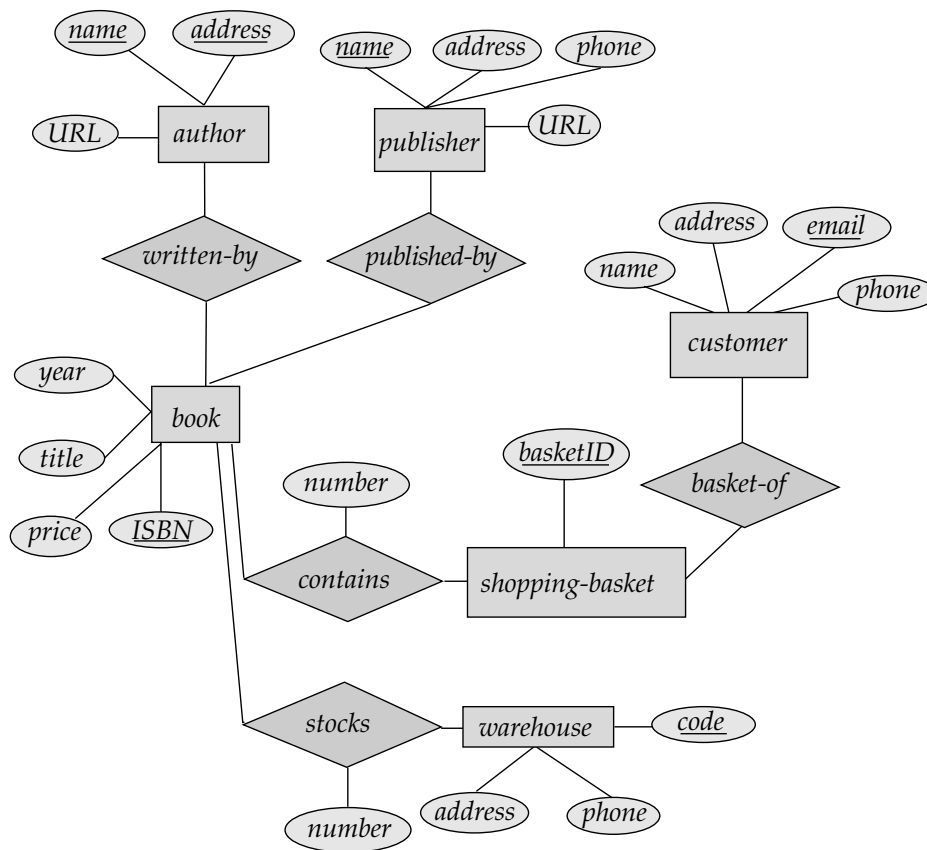 name
address
name
address
phone
URL
author
publisher
URL
written-by
published-by
address
email
name
phone
customer
year
book
title
price
ISBN
number
basketID
basket-of
contains
shopping-basket
stocks
warehouse
code
number
address
phone